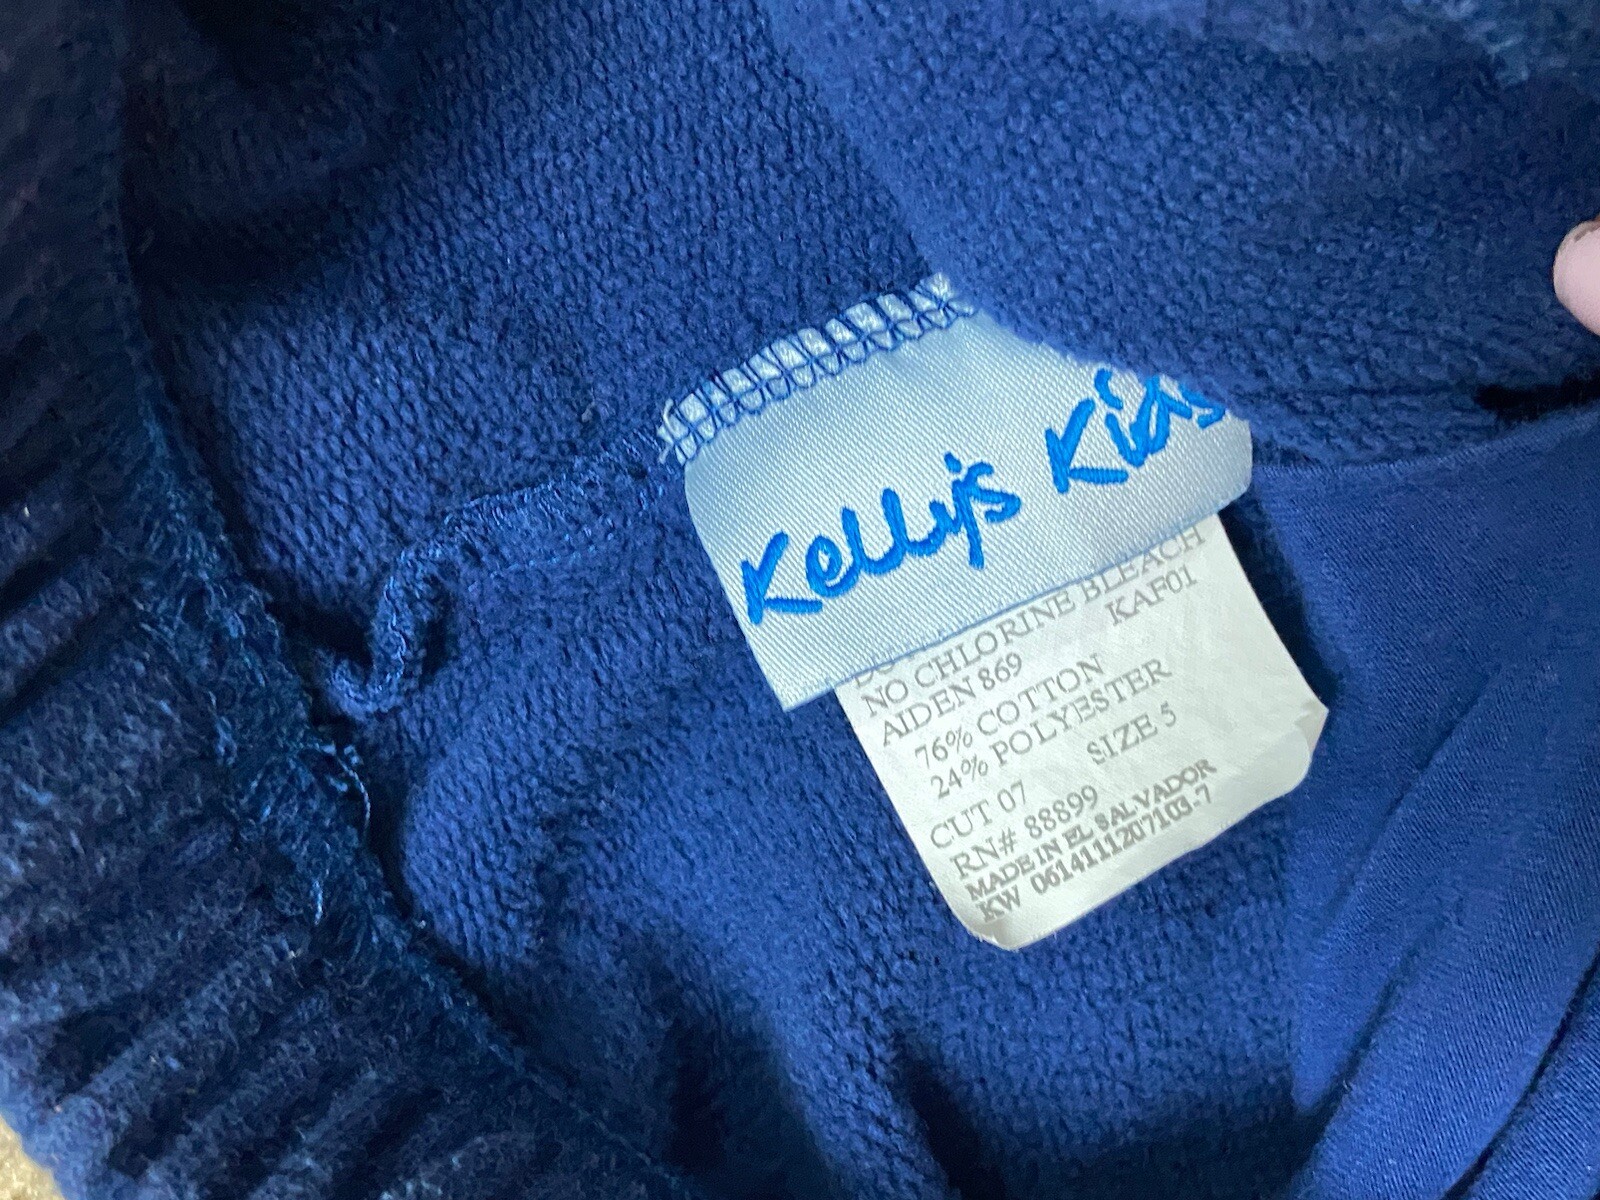 Kelly's Kids
NO CHLORINE BLEACH
AIDEN 869 KAF01
76% COTTON
24% POLYESTER
CUT 07 SIZE 5
RN# 88899
MADE IN EL SALVADOR
KW 0614111207103-7